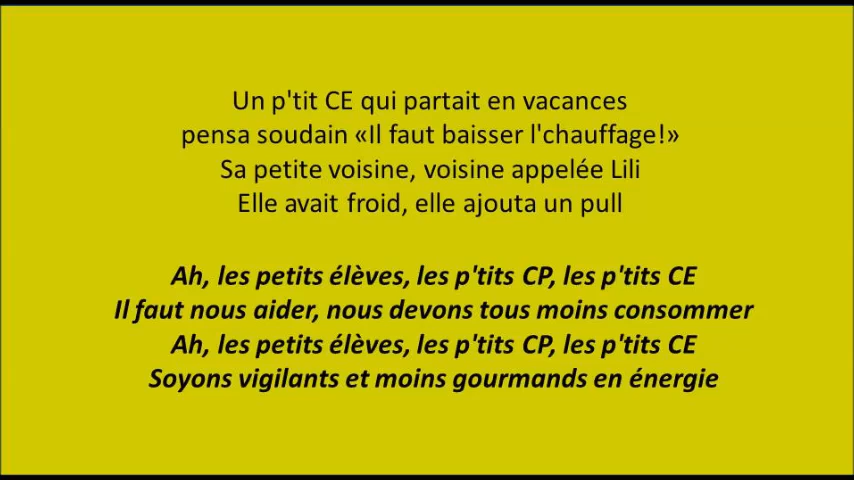 Un p'tit CE qui partait en vacances
pensa soudain «Il faut baisser l'chauffage!»
Sa petite voisine, voisine appelée Lili
Elle avait froid, elle ajouta un pull
Ah, les petits élèves, les p'tits CP, les p'tits CE
Il faut nous aider, nous devons tous moins consommer
Ah, les petits élèves, les p'tits CP, les p'tits CE
Soyons vigilants et moins gourmands en énergie